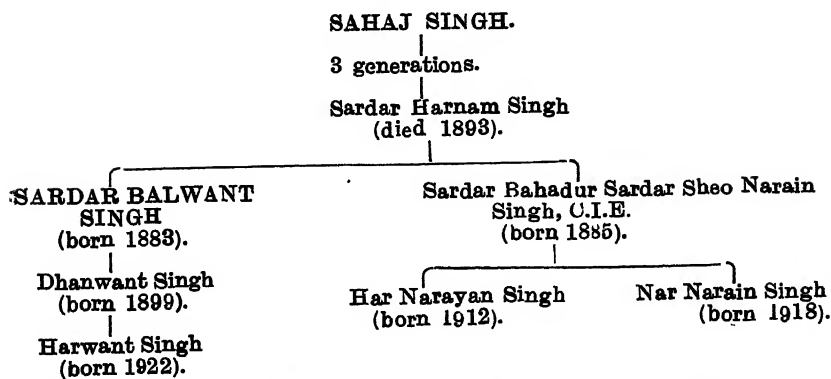 SAHAJ SINGH.
3 generations.
Sardar Harnam Singh
(died 1893).
SARDAR BALWANT
SINGH
(born 1883).
Dhanwant Singh
(born 1899).
Harwant Singh
(born 1922).
Sardar Bahadur Sardar Sheo Narain
Singh, C.I.E.
(born 1885).
Har Narayan Singh
(born 1912).
Nar Narain Singh
(born 1918).